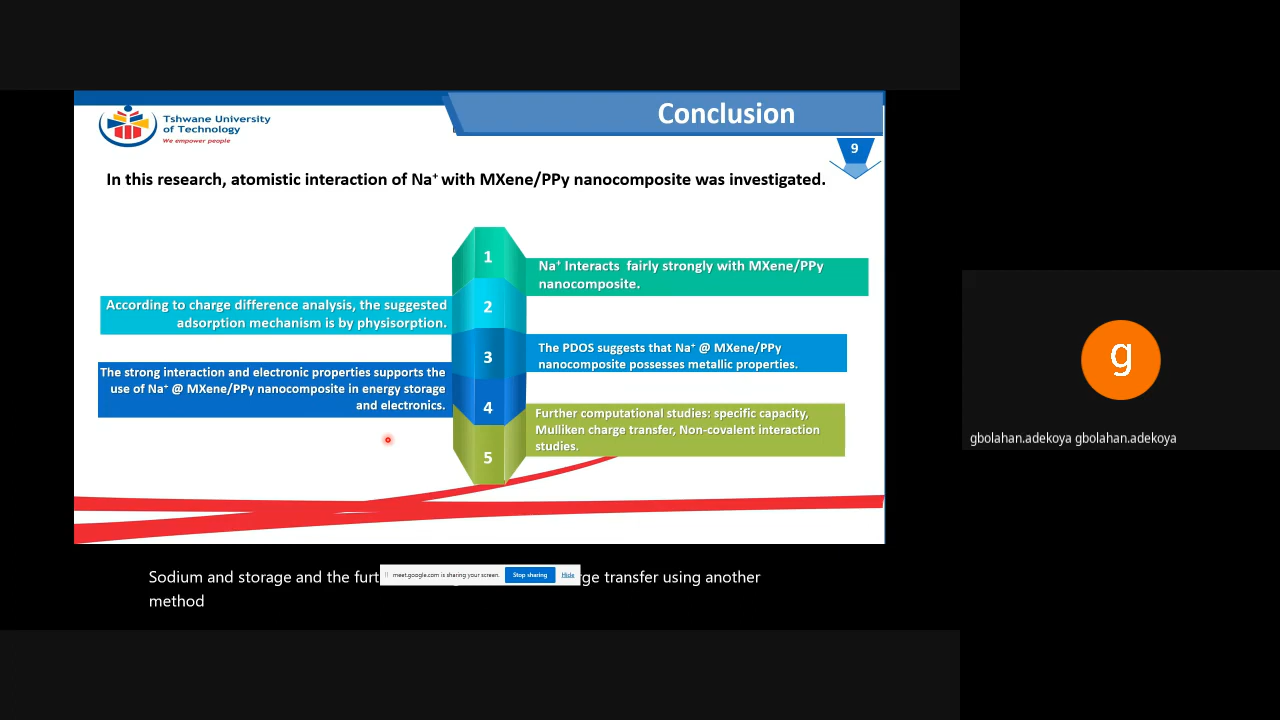 Conclusion
Tshwane University
of Technology
We empower people
9
In this research, atomistic interaction of Na⁺ with MXene/PPy nanocomposite was investigated.
1
Na⁺ Interacts fairly strongly with MXene/PPy
nanocomposite.
According to charge difference analysis, the suggested
adsorption mechanism is by physisorption.
2
3
The PDOS suggests that Na⁺ @ MXene/PPy
nanocomposite possesses metallic properties.
The strong interaction and electronic properties supports the
use of Na⁺ @ MXene/PPy nanocomposite in energy storage
and electronics.
4
Further computational studies: specific capacity,
Mulliken charge transfer, Non-covalent interaction
studies.
5
g
gbolahan.adekoya gbolahan.adekoya
Sodium and storage and the transfer using another
method
meet.google.com is sharing your screen.
Stop sharing
Hide